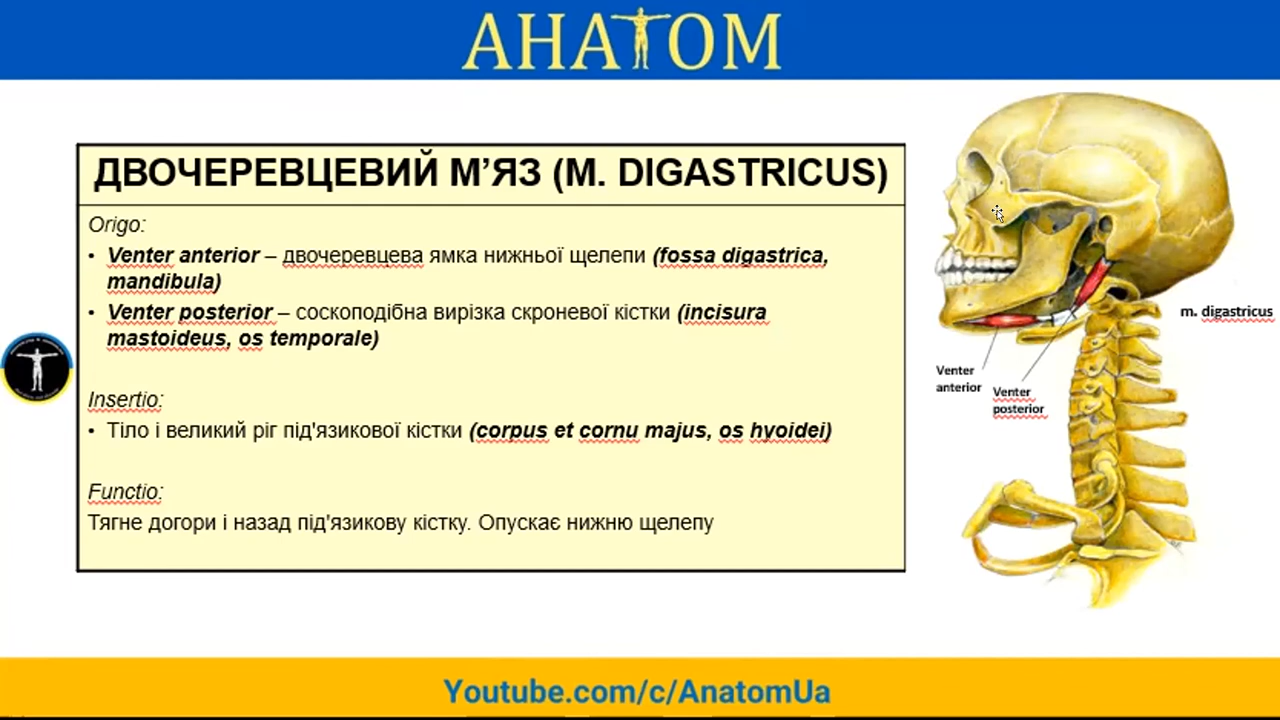 АНАТОМ
ДВОЧЕРЕВЦЕВИЙ М’ЯЗ (M. DIGASTRICUS)
Origo:
• Venter anterior – двочеревцева ямка нижньої щелепи (fossa digastrica,
mandibula)
• Venter posterior – соскоподібна вирізка скроневої кістки (incisura
mastoideus, os temporale)
Insertio:
• Тіло і великий ріг під'язикової кістки (corpus et cornu majus, os hyoidei)
Functio:
Тягне догори і назад під'язикову кістку. Опускає нижню щелепу
m. digastricus
Venter
anterior
Venter
posterior
Youtube.com/c/AnatomUa